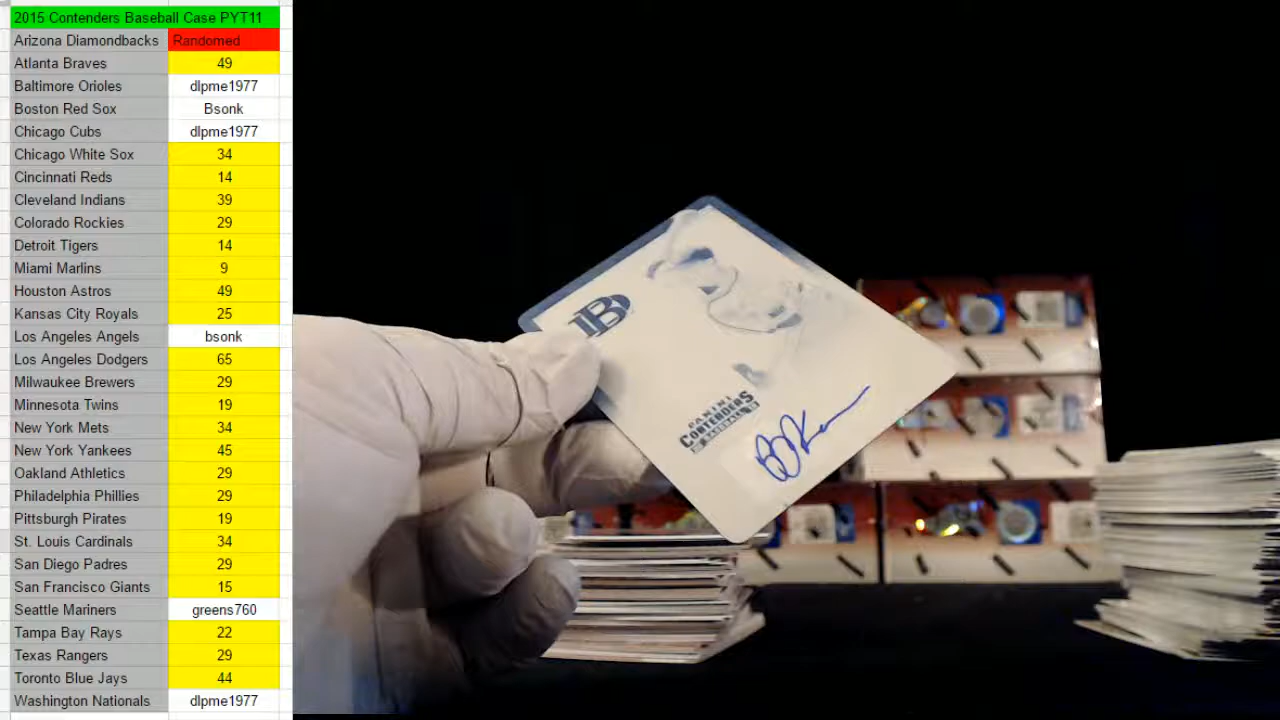 2015 Contenders Baseball Case PYT11
Arizona Diamondbacks Randomed
Atlanta Braves 49
Baltimore Orioles dlpme1977
Boston Red Sox Bsonk
Chicago Cubs dlpme1977
Chicago White Sox 34
Cincinnati Reds 14
Cleveland Indians 39
Colorado Rockies 29
Detroit Tigers 14
Miami Marlins 9
Houston Astros 49
Kansas City Royals 25
Los Angeles Angels bsonk
Los Angeles Dodgers 65
Milwaukee Brewers 29
Minnesota Twins 19
New York Mets 34
New York Yankees 45
Oakland Athletics 29
Philadelphia Phillies 29
Pittsburgh Pirates 19
St. Louis Cardinals 34
San Diego Padres 29
San Francisco Giants 15
Seattle Mariners greens760
Tampa Bay Rays 22
Texas Rangers 29
Toronto Blue Jays 44
Washington Nationals dlpme1977
PANINI
CONTENDERS
BASEBALL